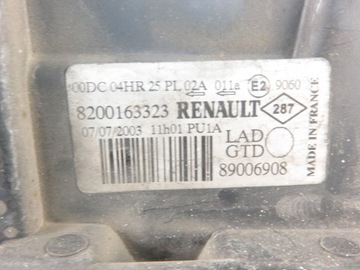 00DC 04HR 25 PL 02A 011a E2 9060
8200163323 RENAULT 287
07/07/2003 11h01 PU1A
LAD
GTD
89006908
MADE IN FRANCE